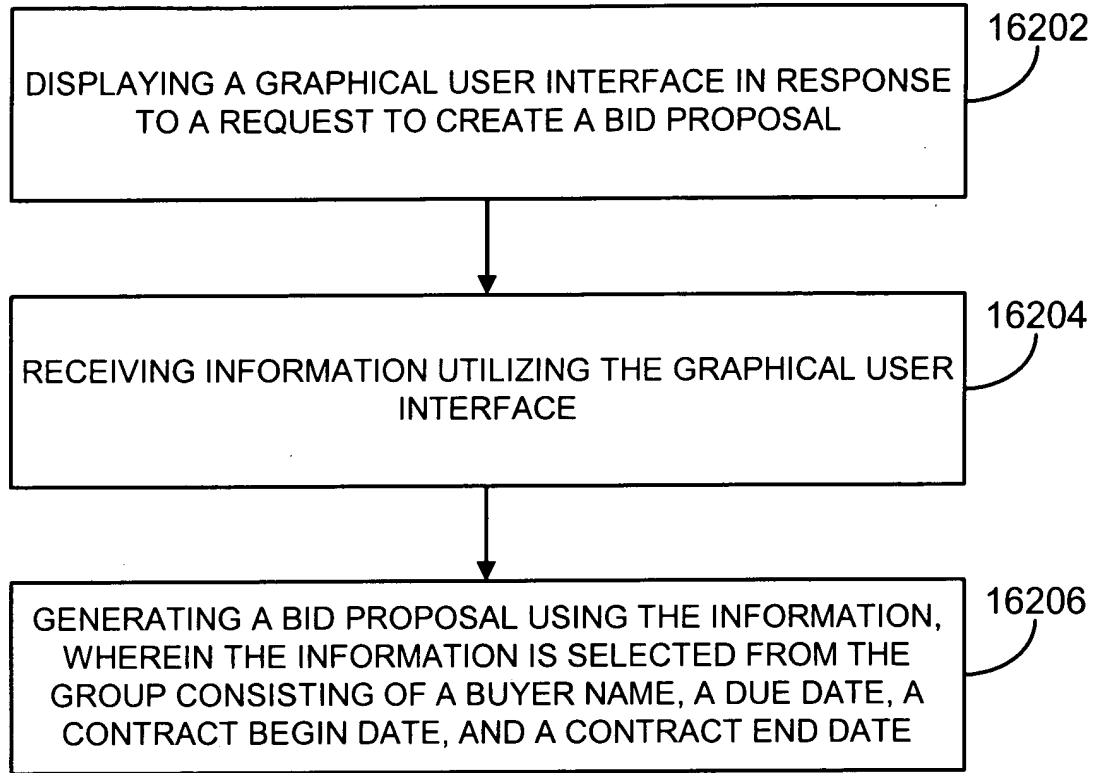 16202
DISPLAYING A GRAPHICAL USER INTERFACE IN RESPONSE
TO A REQUEST TO CREATE A BID PROPOSAL
16204
RECEIVING INFORMATION UTILIZING THE GRAPHICAL USER
INTERFACE
16206
GENERATING A BID PROPOSAL USING THE INFORMATION,
WHEREIN THE INFORMATION IS SELECTED FROM THE
GROUP CONSISTING OF A BUYER NAME, A DUE DATE, A
CONTRACT BEGIN DATE, AND A CONTRACT END DATE